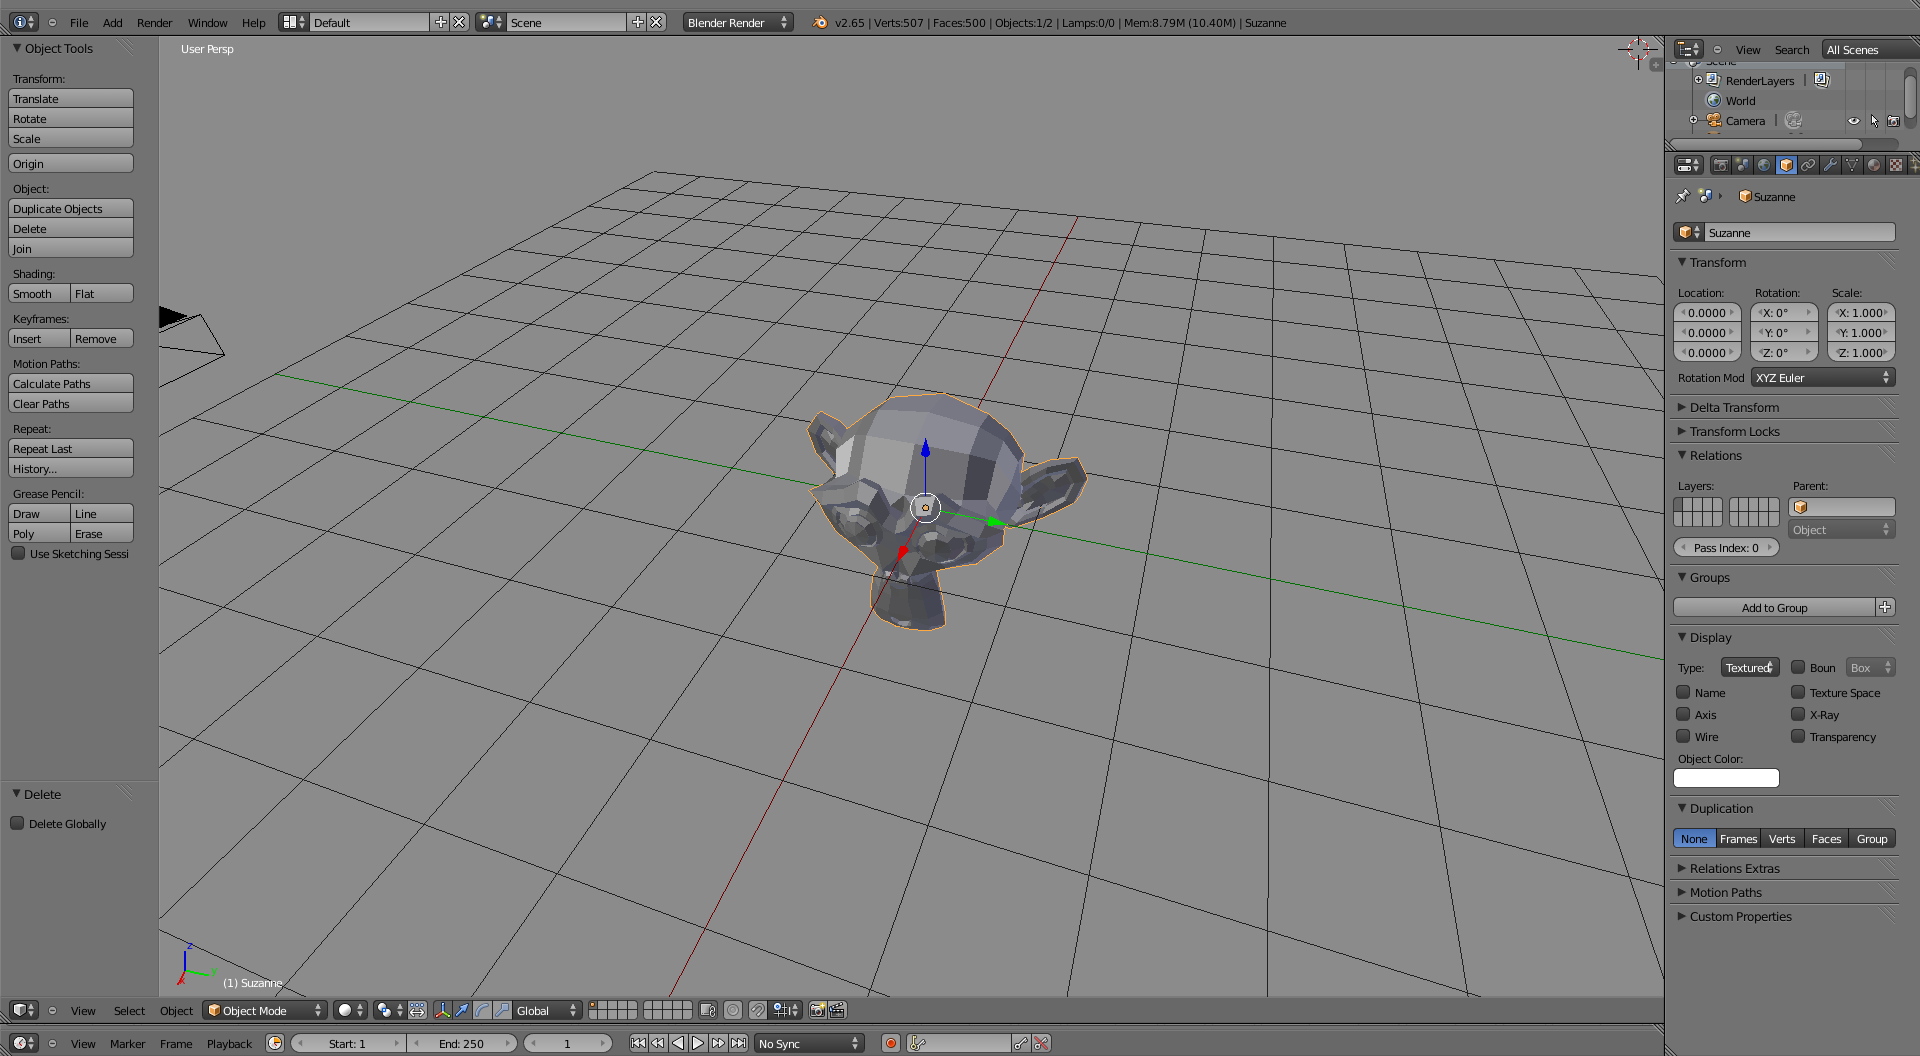 File Add Render Window Help Default Scene Blender Render v2.65 | Verts:507 | Faces:500 | Objects:1/2 | Lamps:0/0 | Mem:8.79M (10.40M) | Suzanne
Object Tools
Transform:
Translate
Rotate
Scale
Origin
Object:
Duplicate Objects
Delete
Join
Shading:
Smooth Flat
Keyframes:
Insert Remove
Motion Paths:
Calculate Paths
Clear Paths
Repeat:
Repeat Last
History...
Grease Pencil:
Draw Line
Poly Erase
Use Sketching Sessi
Delete
Delete Globally
User Persp
z
y
x
(1) Suzanne
View Search All Scenes
Scene
RenderLayers
World
Camera
Suzanne
Suzanne
Transform
Location: Rotation: Scale:
0.0000 X: 0° X: 1.000
0.0000 Y: 0° Y: 1.000
0.0000 Z: 0° Z: 1.000
Rotation Mod XYZ Euler
Delta Transform
Transform Locks
Relations
Layers: Parent:
Object
Pass Index: 0
Groups
Add to Group
Display
Type: Textured Boun Box
Name Texture Space
Axis X-Ray
Wire Transparency
Object Color:
Duplication
None Frames Verts Faces Group
Relations Extras
Motion Paths
Custom Properties
View Select Object Object Mode Global
View Marker Frame Playback Start: 1 End: 250 1 No Sync